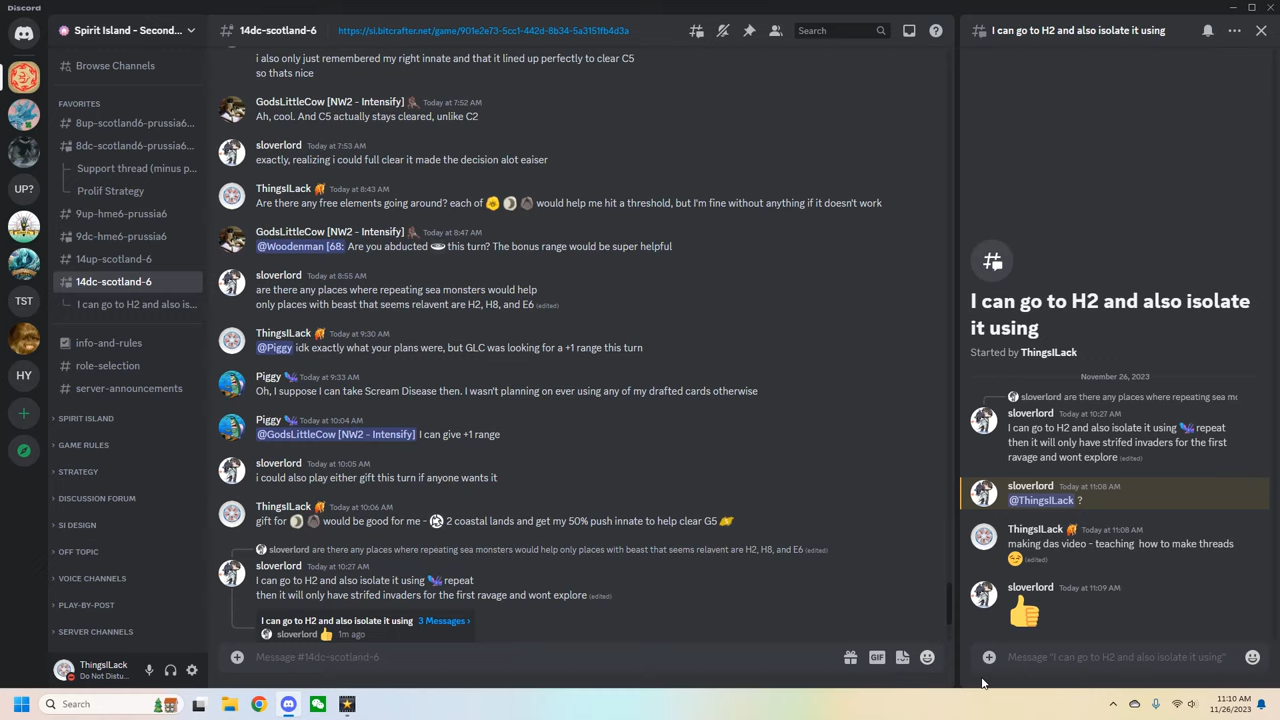 Discord
Spirit Island - Second...
14dc-scotland-6
https://si.bitcrafter.net/game/901e2e73-5cc1-442d-8b34-5a3151fb4d3a
Search
I can go to H2 and also isolate it using
Browse Channels
FAVORITES
8up-scotland6-prussia6...
8dc-scotland6-prussia6...
Support thread (minus p...
Prolif Strategy
9up-hme6-prussia6
9dc-hme6-prussia6
14up-scotland-6
14dc-scotland-6
I can go to H2 and also is...
info-and-rules
role-selection
server-announcements
SPIRIT ISLAND
GAME RULES
STRATEGY
DISCUSSION FORUM
SI DESIGN
OFF TOPIC
VOICE CHANNELS
PLAY-BY-POST
SERVER CHANNELS
UP?
TST
HY
ThingsILack
Do Not Distu...
i also only just remembered my right innate and that it lined up perfectly to clear C5
so thats nice
GodsLittleCow [NW2 - Intensify] Today at 7:52 AM
Ah, cool. And C5 actually stays cleared, unlike C2
sloverlord Today at 7:53 AM
exactly, realizing i could full clear it made the decision alot eaiser
ThingsILack Today at 8:43 AM
Are there any free elements going around? each of would help me hit a threshold, but I'm fine without anything if it doesn't work
GodsLittleCow [NW2 - Intensify] Today at 8:47 AM
@Woodenman [68: Are you abducted this turn? The bonus range would be super helpful
sloverlord Today at 8:55 AM
are there any places where repeating sea monsters would help
only places with beast that seems relavent are H2, H8, and E6 (edited)
ThingsILack Today at 9:30 AM
@Piggy idk exactly what your plans were, but GLC was looking for a +1 range this turn
Piggy Today at 9:33 AM
Oh, I suppose I can take Scream Disease then. I wasn't planning on ever using any of my drafted cards otherwise
Piggy Today at 10:04 AM
@GodsLittleCow [NW2 - Intensify] I can give +1 range
sloverlord Today at 10:05 AM
i could also play either gift this turn if anyone wants it
ThingsILack Today at 10:06 AM
gift for would be good for me - 2 coastal lands and get my 50% push innate to help clear G5
sloverlord are there any places where repeating sea monsters would help only places with beast that seems relavent are H2, H8, and E6 (edited)
sloverlord Today at 10:27 AM
I can go to H2 and also isolate it using repeat
then it will only have strifed invaders for the first ravage and wont explore (edited)
I can go to H2 and also isolate it using 3 Messages ›
sloverlord 1m ago
Message #14dc-scotland-6
GIF
I can go to H2 and also isolate
it using
Started by ThingsILack
November 26, 2023
sloverlord are there any places where repeating sea mo
sloverlord Today at 10:27 AM
I can go to H2 and also isolate it using repeat
then it will only have strifed invaders for the first
ravage and wont explore (edited)
sloverlord Today at 11:08 AM
@ThingsILack ?
ThingsILack Today at 11:08 AM
making das video - teaching how to make threads
(edited)
sloverlord Today at 11:09 AM
Message "I can go to H2 and also isolate it using"
Search
11:10 AM
11/26/2023